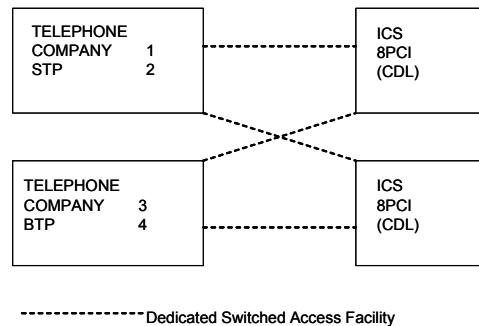 TELEPHONE
COMPANY 1
STP 2
ICS
8PCI
(CDL)
TELEPHONE
COMPANY 3
BTP 4
ICS
8PCI
(CDL)
Dedicated Switched Access Facility